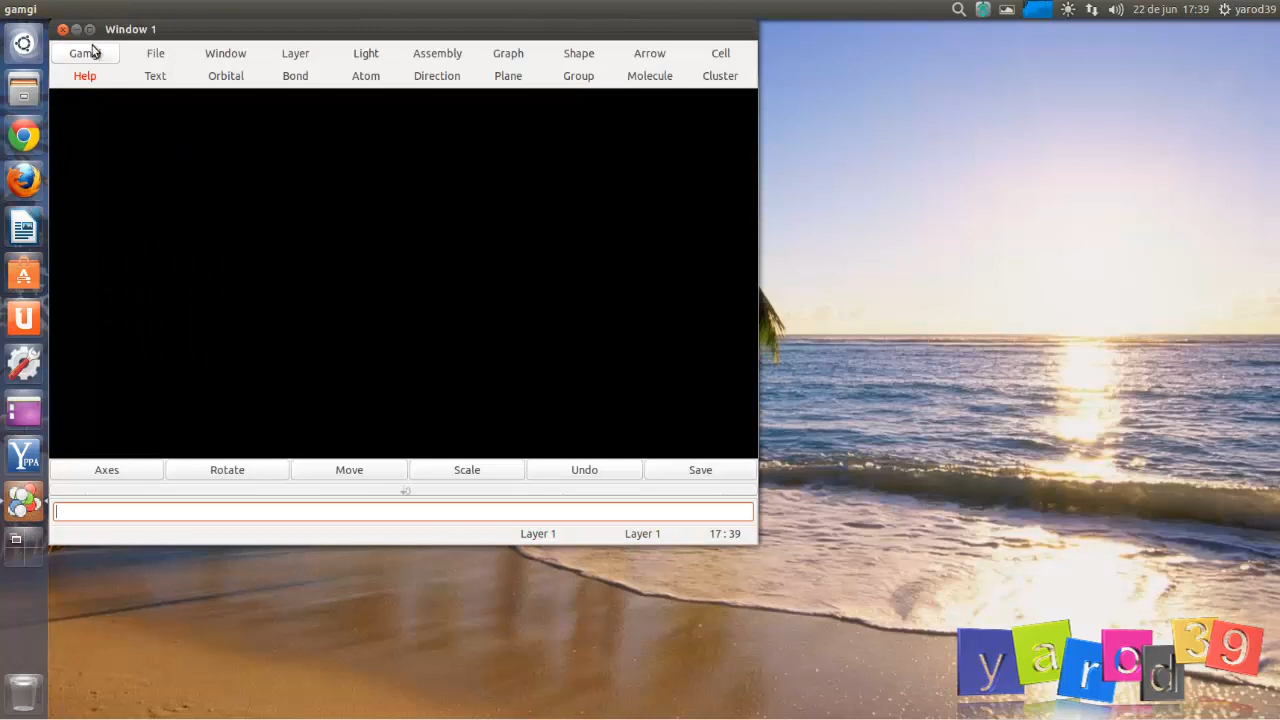 gamgi
22 de jun 17:39 yarod39
Window 1
File Window Layer Light Assembly Graph Shape Arrow Cell
Help Text Orbital Bond Atom Direction Plane Group Molecule Cluster
Axes Rotate Move Scale Undo Save
Layer 1 Layer 1 17:39
U
YPPA
yarod39